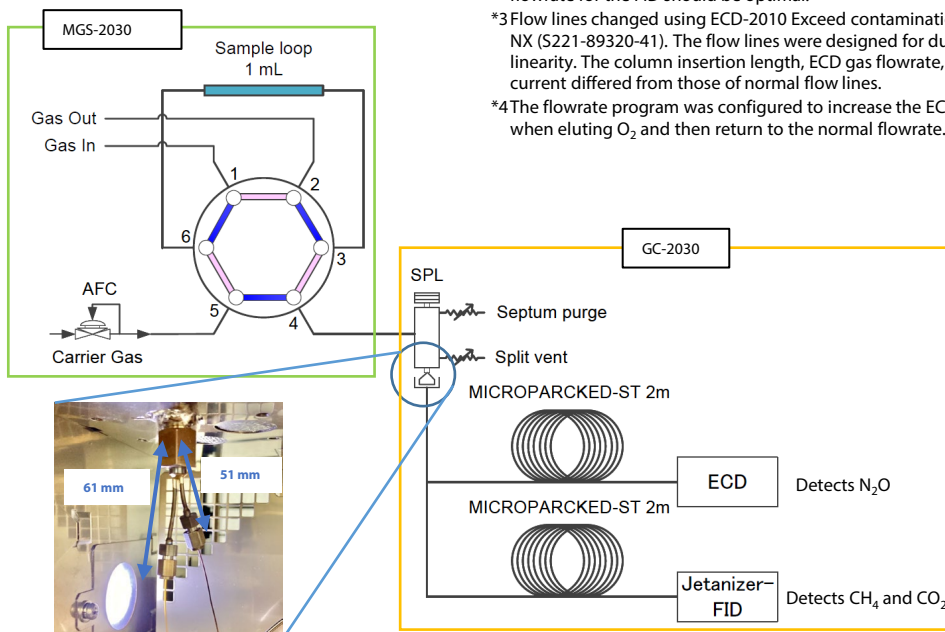 *3 Flow lines changed using ECD-2010 Exceed
NX (S221-89320-41). The flow lines were designed for
linearity. The column insertion length, ECD gas flowrate,
current differed from those of normal flow lines.
*4 The flowrate program was configured to increase the
when eluting O₂ and then return to the normal flowrate.
MGS-2030
Sample loop
1 mL
Gas Out
Gas In
1
2
3
4
5
6
AFC
Carrier Gas
GC-2030
SPL
Septum purge
Split vent
MICROPARCKED-ST 2m
ECD
Detects N₂O
MICROPARCKED-ST 2m
Jetanizer-
FID
Detects CH₄ and CO₂
61 mm
51 mm